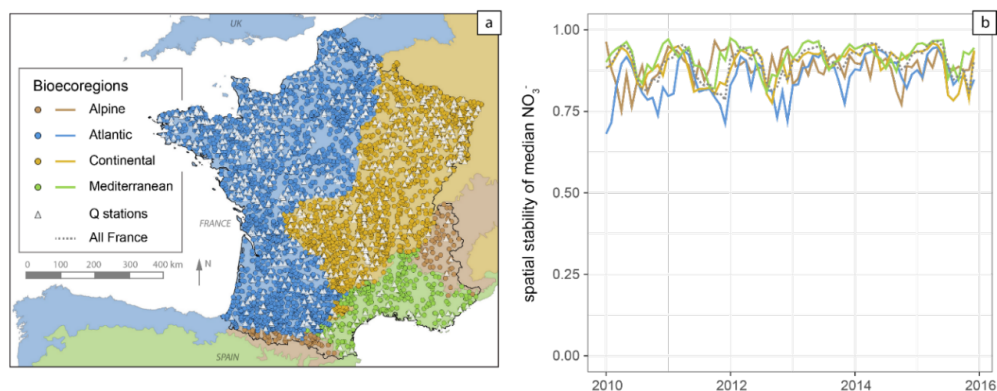 a
UK
Bioecoregions
Alpine
Atlantic
Continental
Mediterranean
Q stations
All France
0 100 200 300 400 km
N
FRANCE
SPAIN
b
spatial stability of median NO₃⁻
1.00
0.75
0.50
0.25
0.00
2010 2012 2014 2016